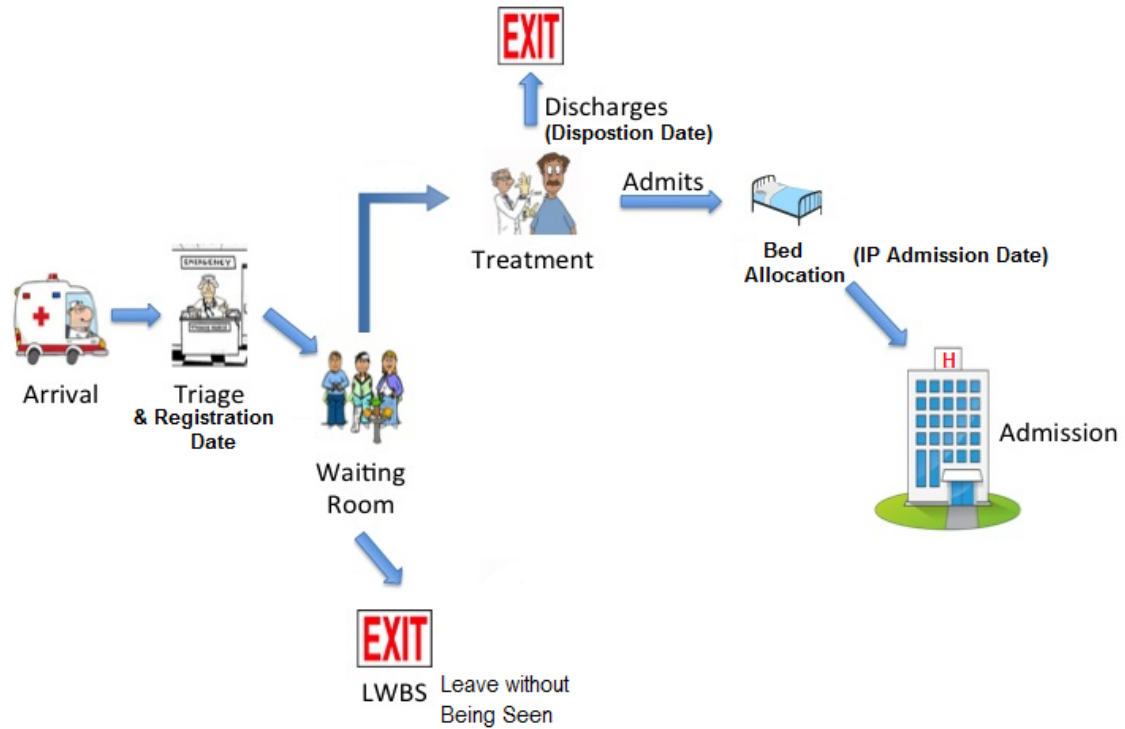 EXIT
Discharges
(Dispostion Date)
Admits
Treatment
Bed
Allocation
(IP Admission Date)
EMERGENCY
Arrival
Triage
& Registration
Date
H
Admission
Waiting
Room
EXIT
LWBS
Leave without
Being Seen